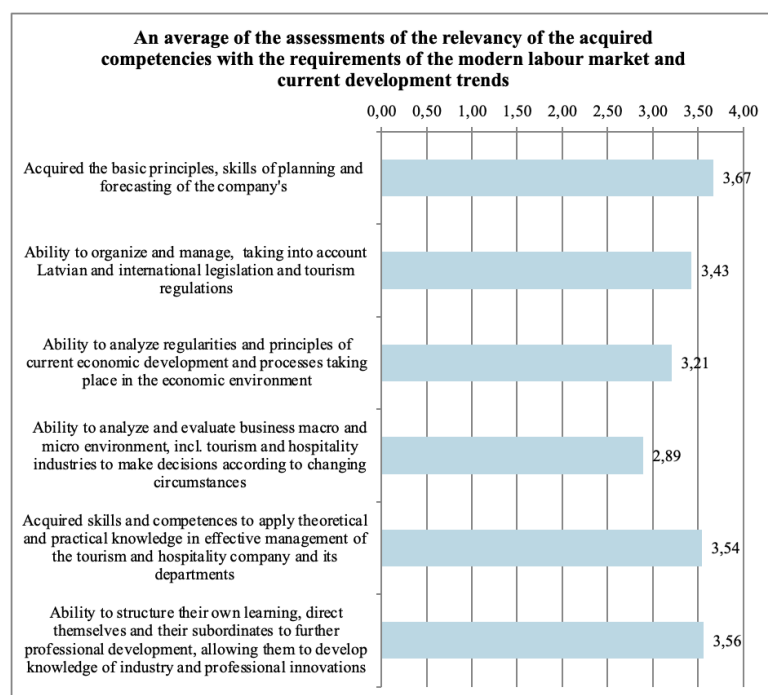 An average of the assessments of the relevancy of the acquired
competencies with the requirements of the modern labour market and
current development trends
0,00 0,50 1,00 1,50 2,00 2,50 3,00 3,50 4,00
Acquired the basic principles, skills of planning and
forecasting of the company's
3,67
Ability to organize and manage, taking into account
Latvian and international legislation and tourism
regulations
3,43
Ability to analyze regularities and principles of
current economic development and processes taking
place in the economic environment
3,21
Ability to analyze and evaluate business macro and
micro environment, incl. tourism and hospitality
industries to make decisions according to changing
circumstances
2,89
Acquired skills and competences to apply theoretical
and practical knowledge in effective management of
the tourism and hospitality company and its
departments
3,54
Ability to structure their own learning, direct
themselves and their subordinates to further
professional development, allowing them to develop
knowledge of industry and professional innovations
3,56